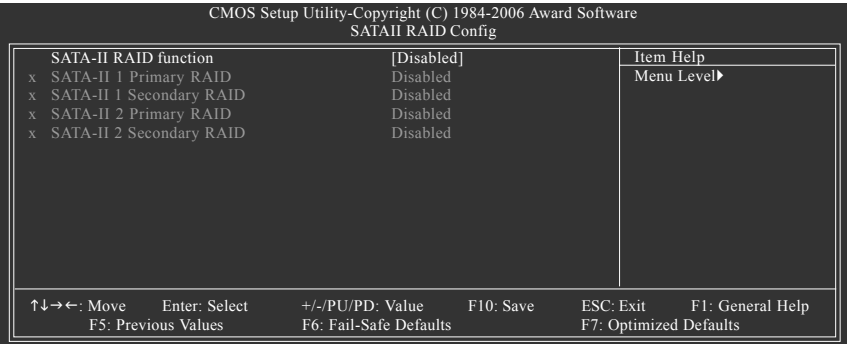 CMOS Setup Utility-Copyright (C) 1984-2006 Award Software
SATAII RAID Config
SATA-II RAID function [Disabled] Item Help
x SATA-II 1 Primary RAID Disabled Menu Level▶
x SATA-II 1 Secondary RAID Disabled
x SATA-II 2 Primary RAID Disabled
x SATA-II 2 Secondary RAID Disabled
↑↓→←: Move Enter: Select +/-/PU/PD: Value F10: Save ESC: Exit F1: General Help
F5: Previous Values F6: Fail-Safe Defaults F7: Optimized Defaults